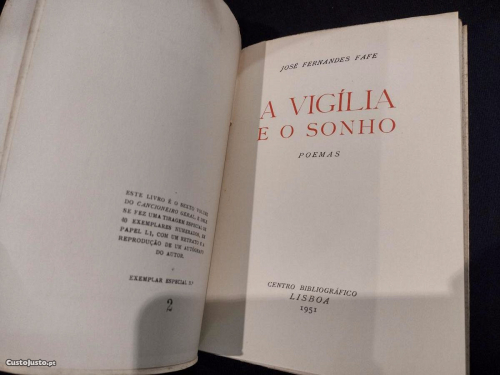 ESTE LIVRO É O SEXTO VOLUME
DO CANCIONEIRO GERAL, E DELE
SE FEZ UMA TIRAGEM ESPECIAL DE
EXEMPLARES NUMERADOS, EM
PAPEL LI, COM UM EXTRATO E A
REPRODUÇÃO DE UM AUTÓGRAFO
DO AUTOR.
EXEMPLAR ESPECIAL N.º
2
JOSÉ FERNANDES FAFE
A VIGÍLIA
E O SONHO
POEMAS
CENTRO BIBLIOGRÁFICO
LISBOA
1951
CustoJusto.pt